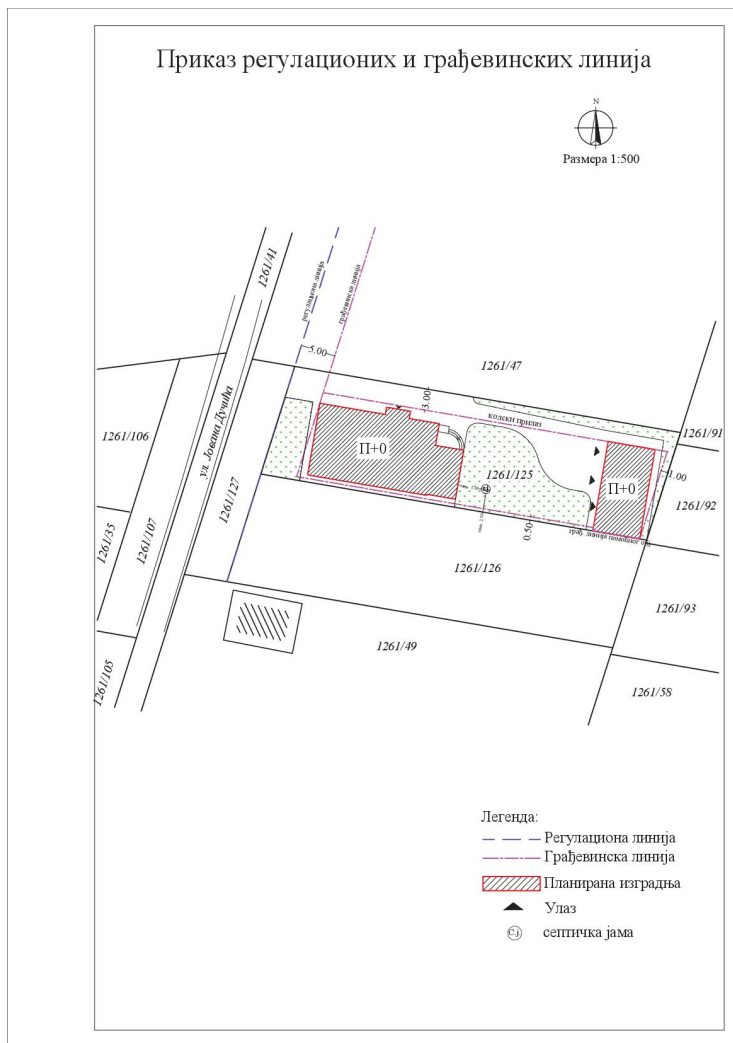 Приказ регулационих и грађевинских линија
N
Размера 1:500
1261/41
регулациона линија
грађевинска линија
5.00
1261/47
3.00
колски прилаз
1261/91
1261/106
ул. Јована Дучића
П+0
1261/125
П+0
1.00
1261/92
1261/127
1261/35
1261/107
0.50
1261/126
1261/93
1261/49
1261/105
1261/58
Легенда:
Регулациона линија
Грађевинска линија
Планирана изградња
Улаз
с.ј. септичка јама